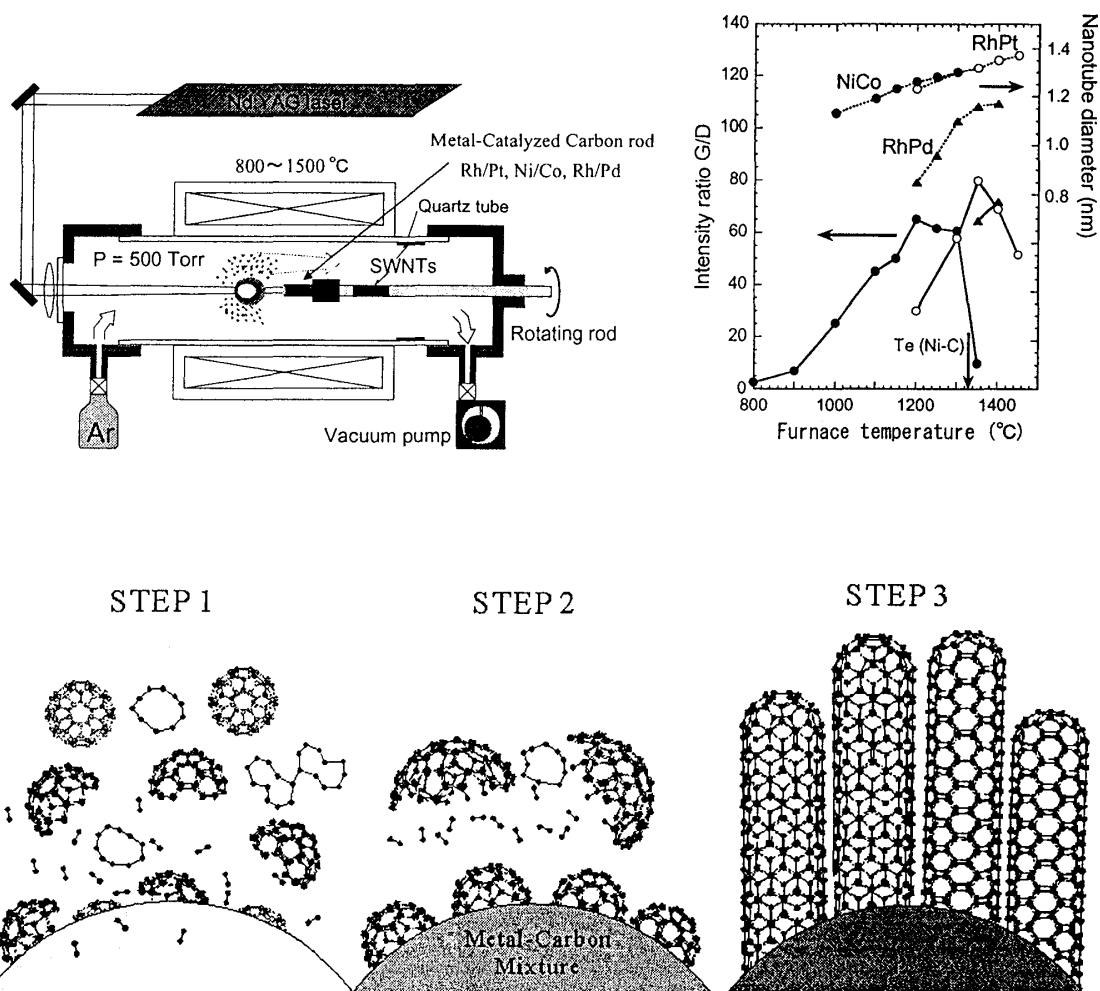 Nd:YAG laser
Metal-Catalyzed Carbon rod
Rh/Pt, Ni/Co, Rh/Pd
800~1500 °C
Quartz tube
P = 500 Torr
SWNTs
Rotating rod
Ar
Vacuum pump
140
120
100
80
60
40
20
0
Intensity ratio G/D
RhPt
NiCo
RhPd
Te (Ni-C)
1.4
1.2
1.0
0.8
Nanotube diameter (nm)
800
1000
1200
1400
Furnace temperature (°C)
STEP 1
STEP 2
STEP 3
Metal-Carbon
Mixture